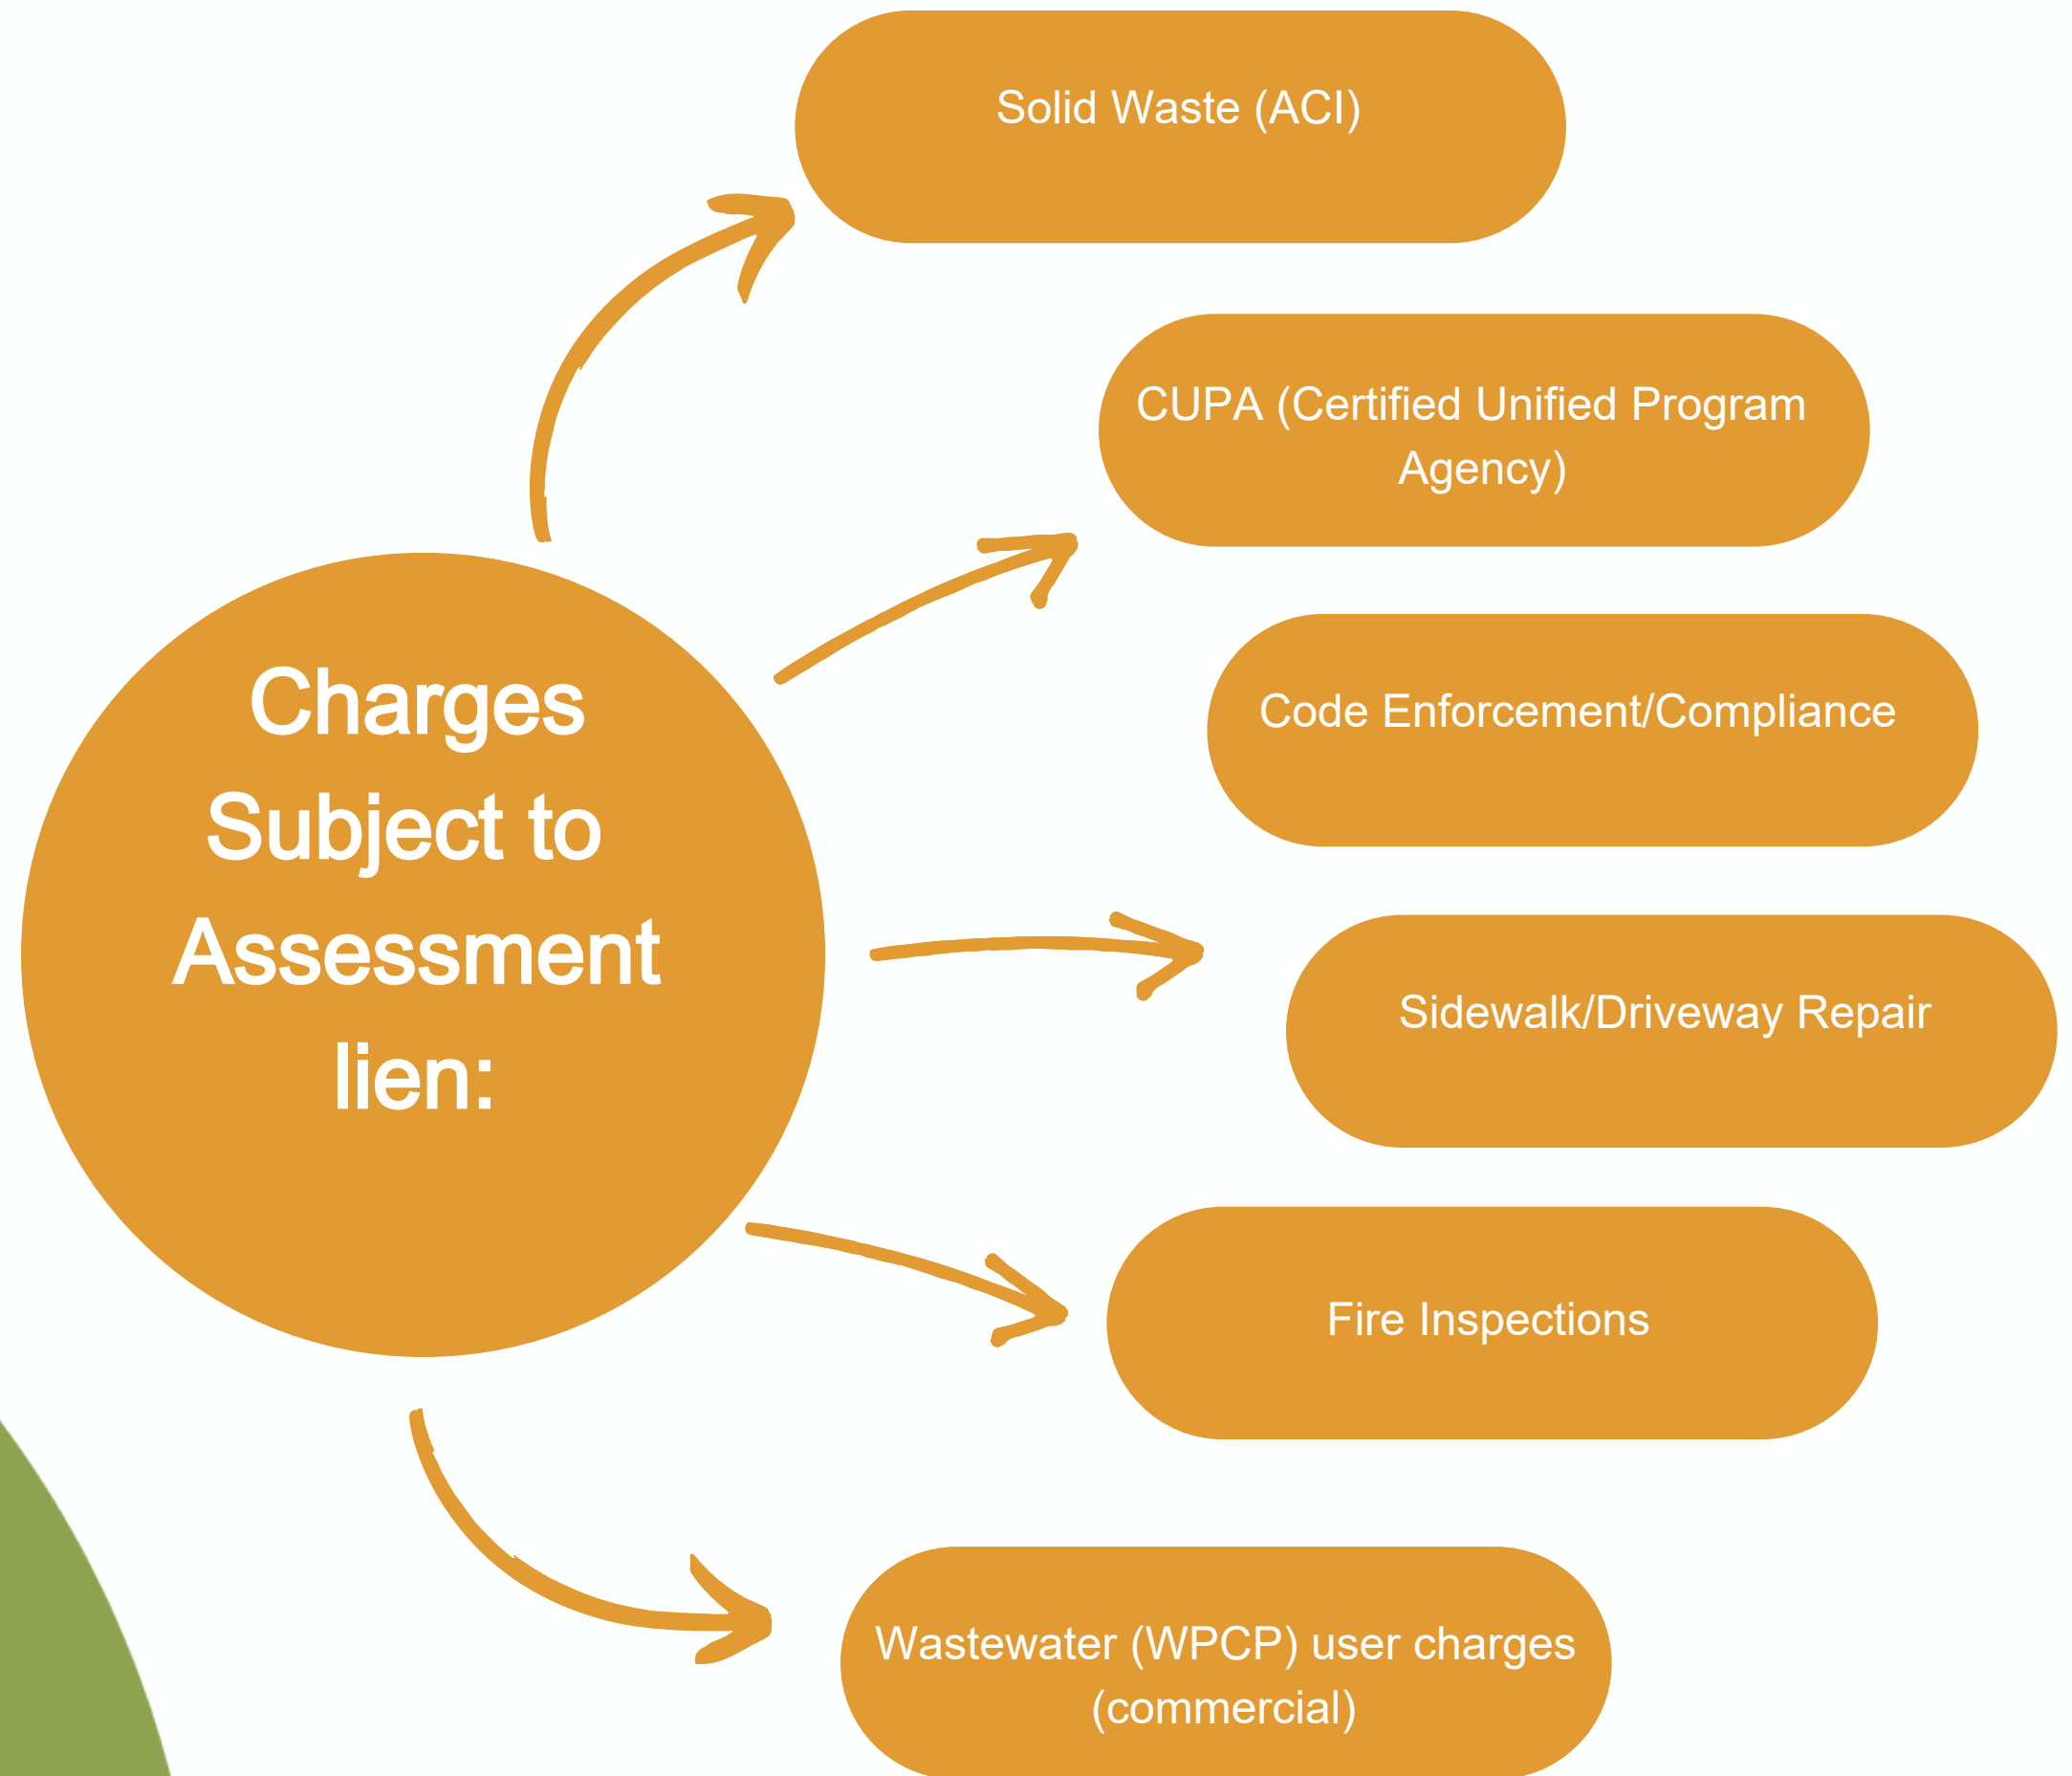 Charges
Subject to
Assessment
lien:
Solid Waste (ACI)
CUPA (Certified Unified Program
Agency)
Code Enforcement/Compliance
Sidewalk/Driveway Repair
Fire Inspections
Wastewater (WPCP) user charges
(commercial)